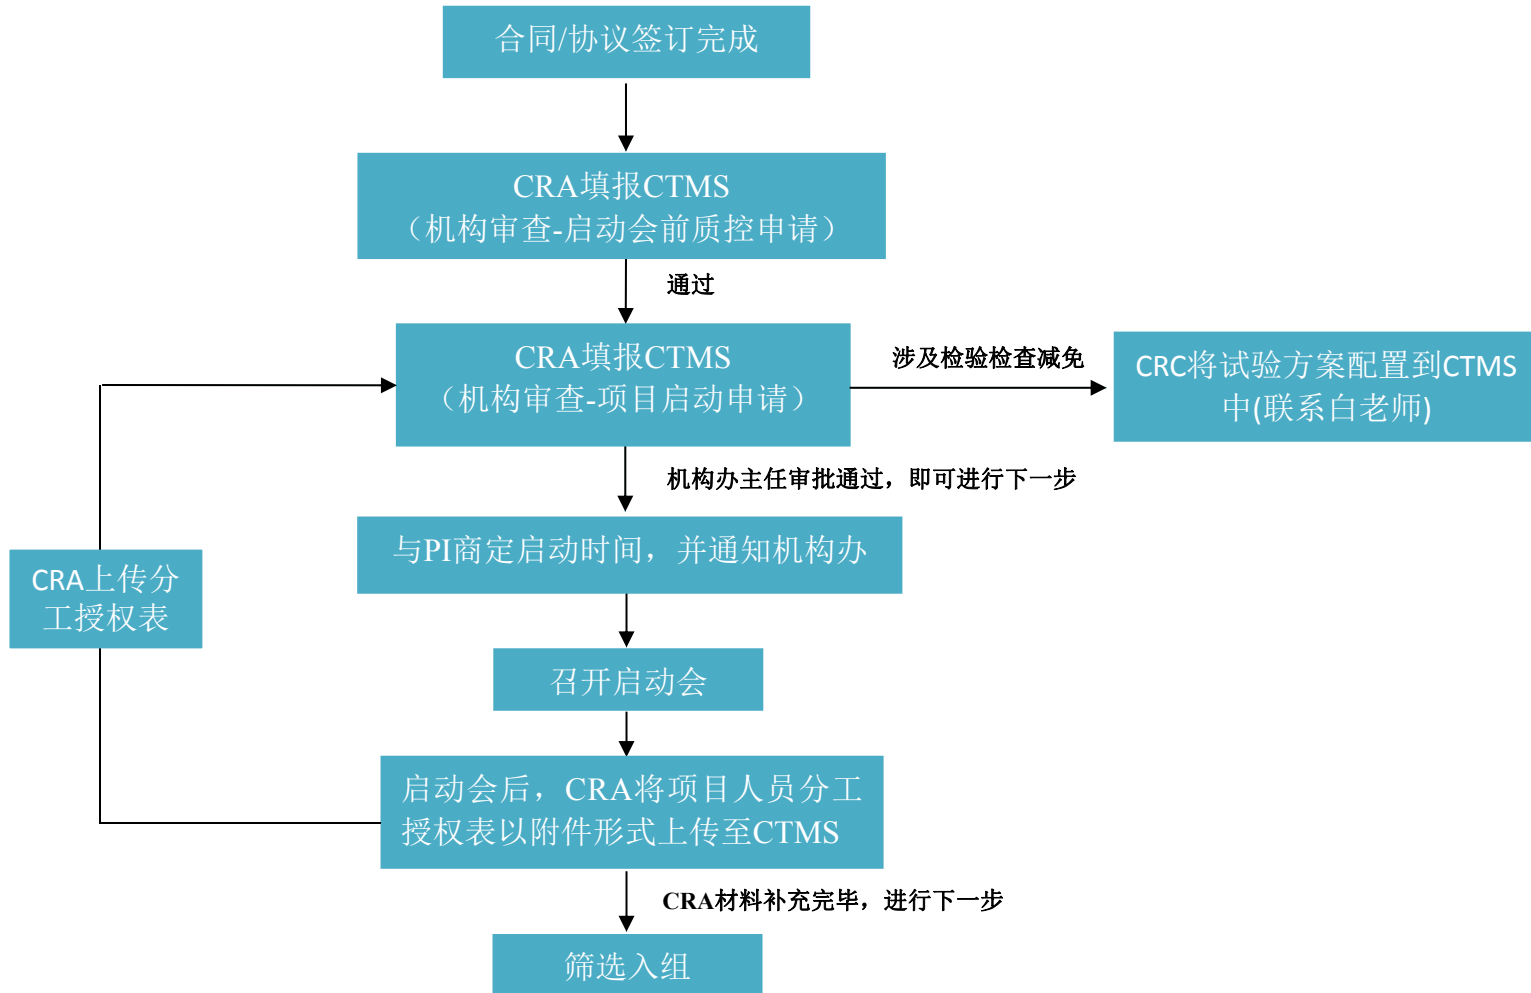 合同/协议签订完成
CRA填报CTMS
（机构审查-启动会前质控申请）
通过
CRA填报CTMS
（机构审查-项目启动申请）
涉及检验检查减免
CRC将试验方案配置到CTMS
中(联系白老师)
机构办主任审批通过，即可进行下一步
与PI商定启动时间，并通知机构办
CRA上传分
工授权表
召开启动会
启动会后，CRA将项目人员分工
授权表以附件形式上传至CTMS
CRA材料补充完毕，进行下一步
筛选入组